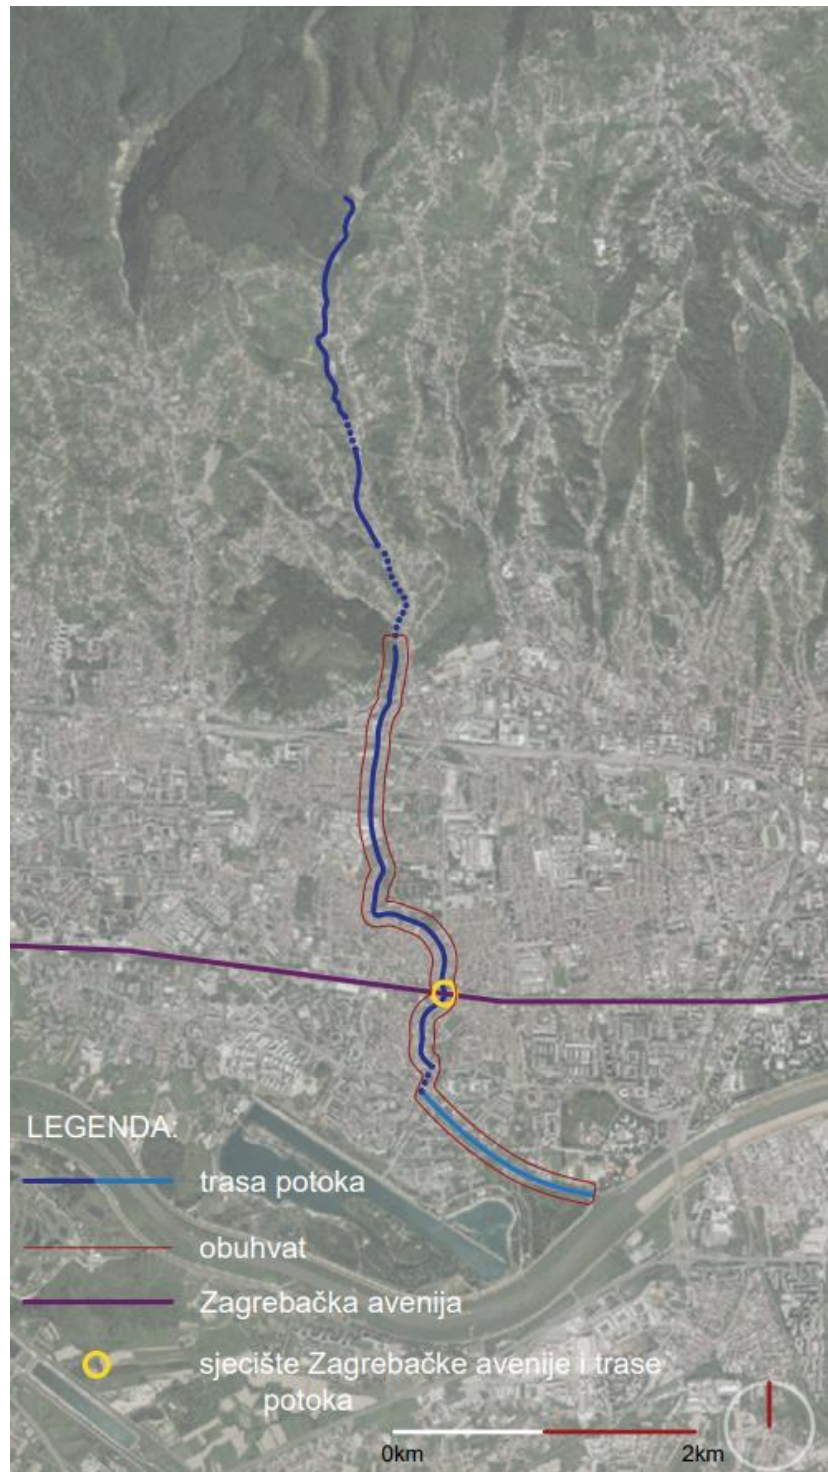 LEGENDA:
trasa potoka
obuhvat
Zagrebačka avenija
sjecište Zagrebačke avenije i trase
potoka
0km 2km